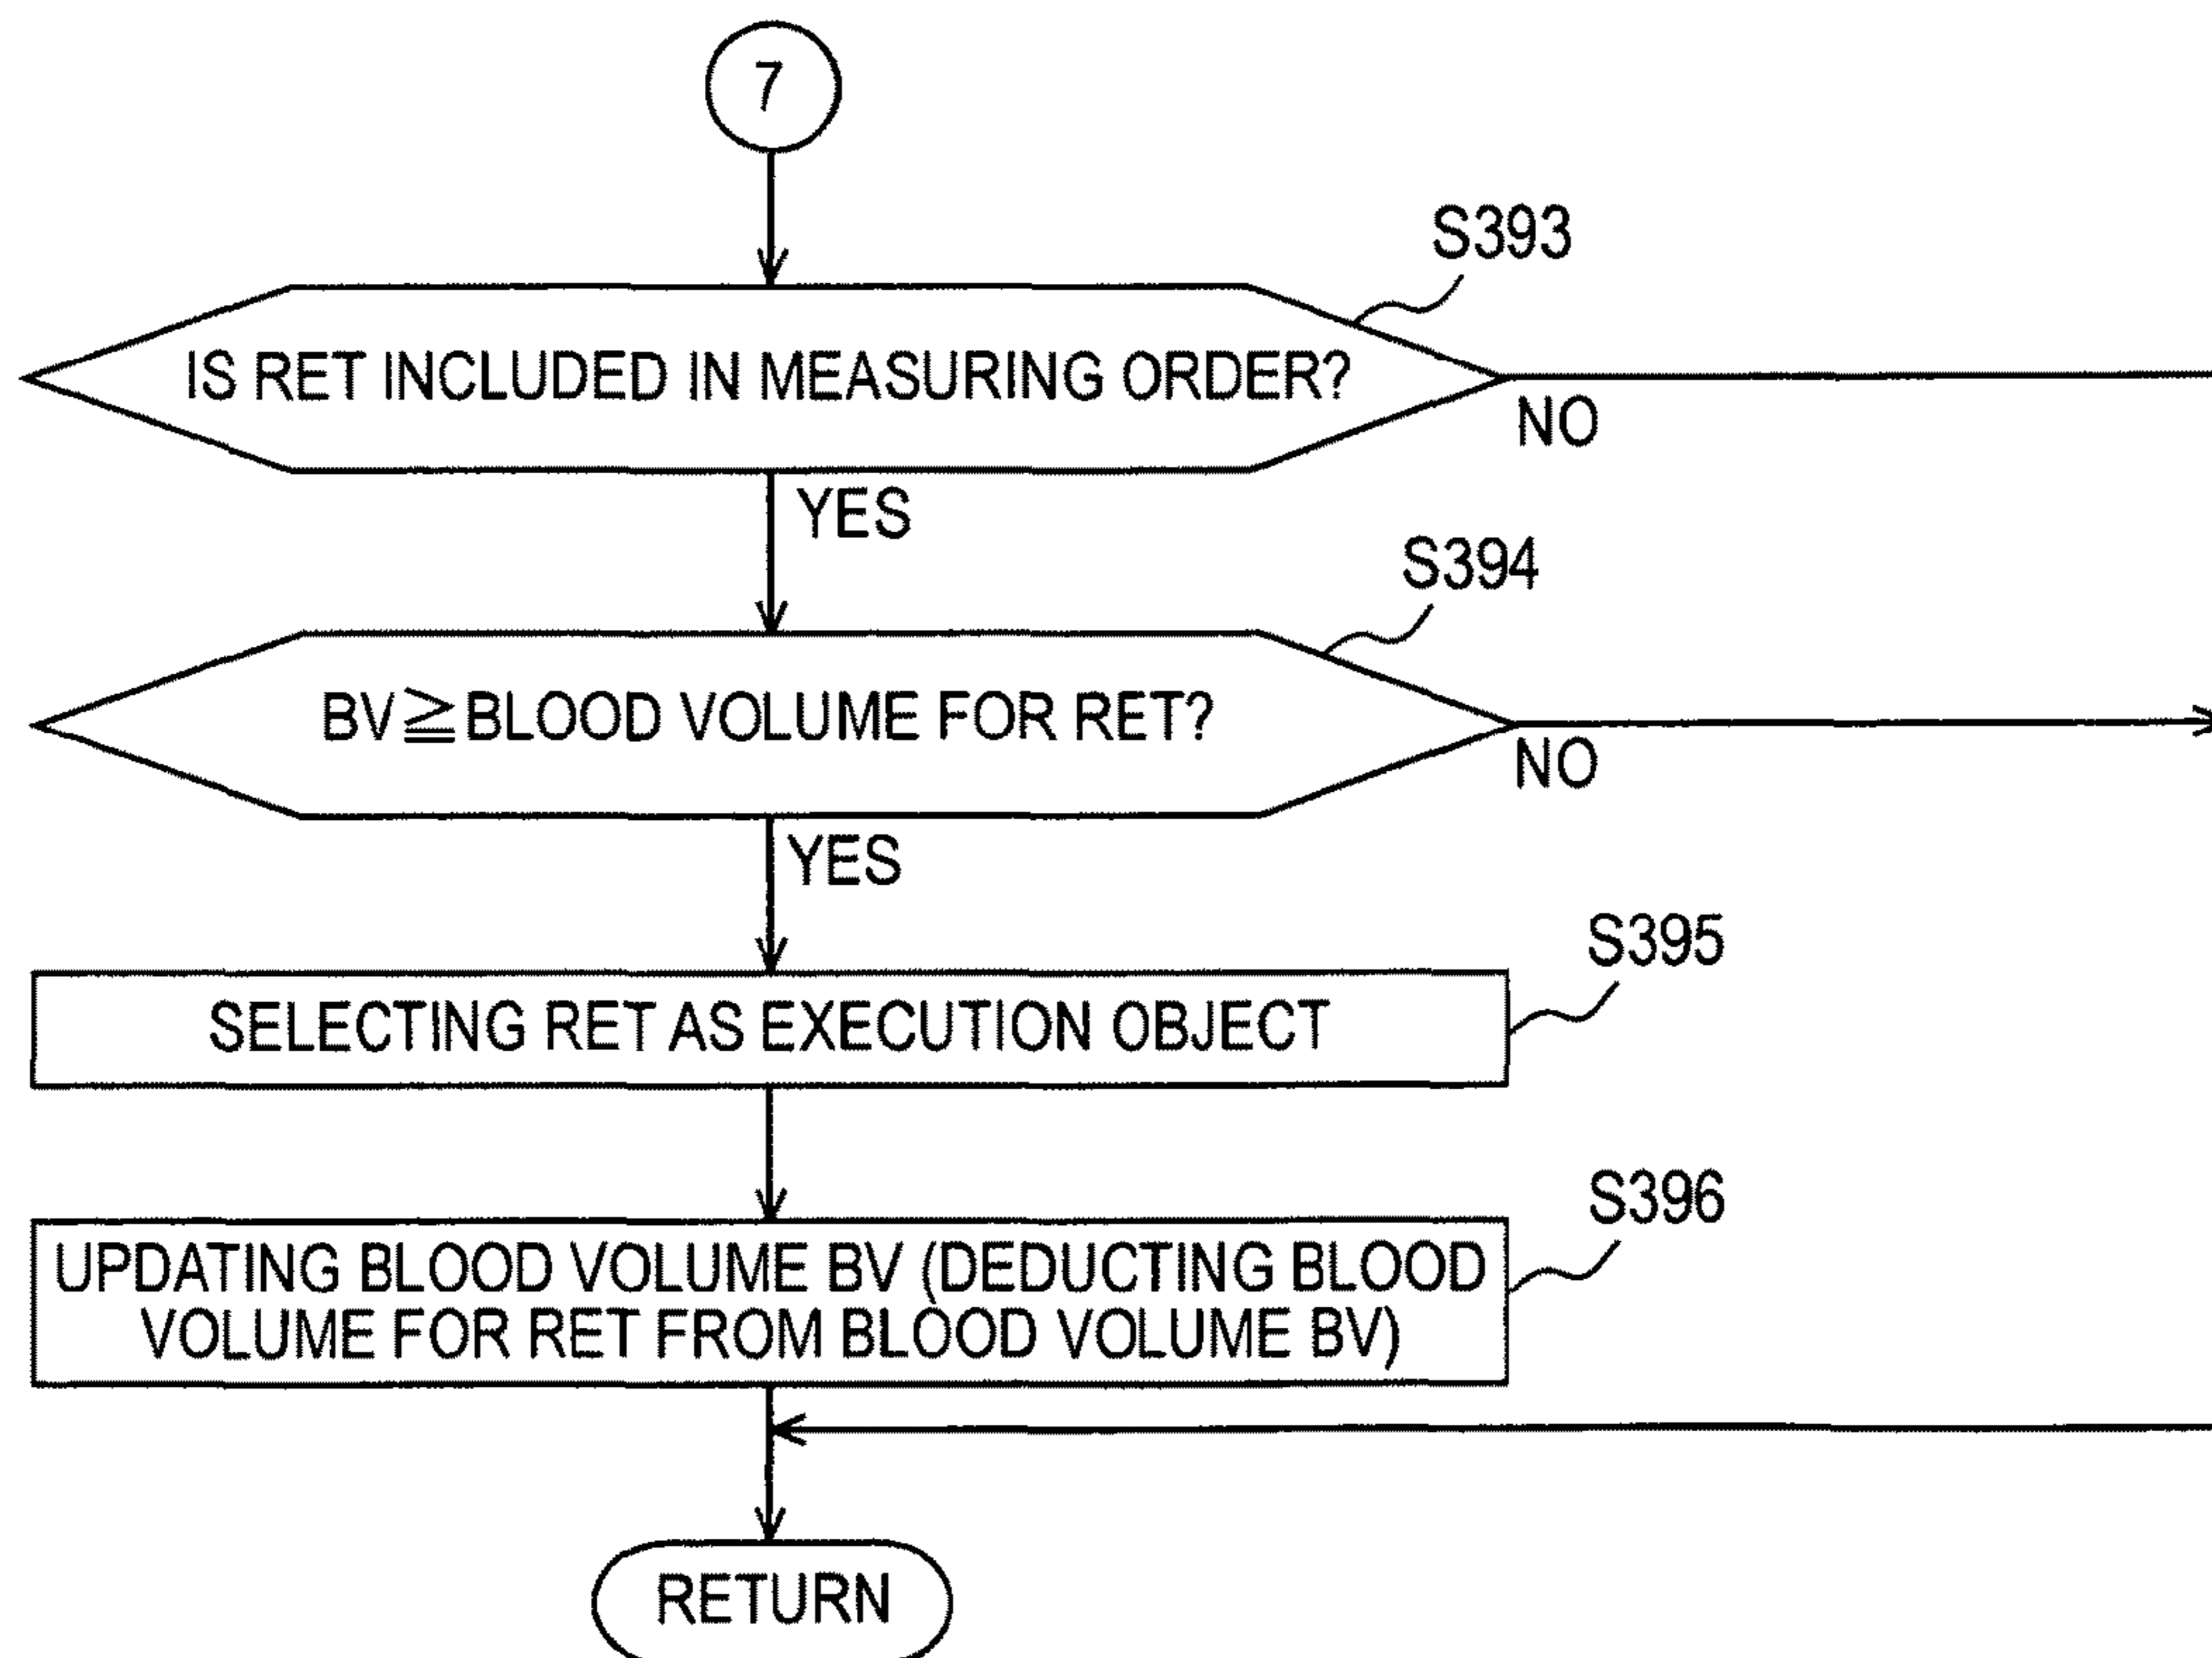 7
S393
IS RET INCLUDED IN MEASURING ORDER?
NO
YES
S394
BV≧BLOOD VOLUME FOR RET?
NO
YES
S395
SELECTING RET AS EXECUTION OBJECT
S396
UPDATING BLOOD VOLUME BV (DEDUCTING BLOOD
VOLUME FOR RET FROM BLOOD VOLUME BV)
RETURN